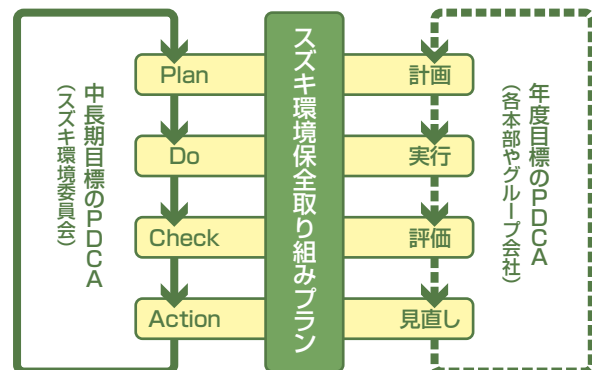 中長期目標のPDCA
（スズキ環境委員会）
Plan
Do
Check
Action
スズキ環境保全取り組みプラン
計画
実行
評価
見直し
年度目標のPDCA
（各本部やグループ会社）